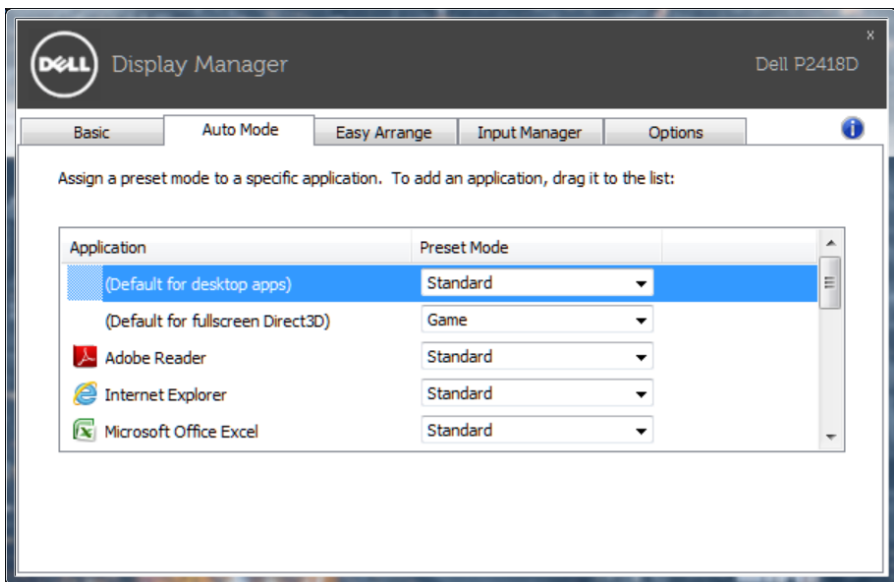 x
DELL Display Manager Dell P2418D
Basic Auto Mode Easy Arrange Input Manager Options i
Assign a preset mode to a specific application. To add an application, drag it to the list:
Application Preset Mode
(Default for desktop apps) Standard
(Default for fullscreen Direct3D) Game
Adobe Reader Standard
Internet Explorer Standard
Microsoft Office Excel Standard